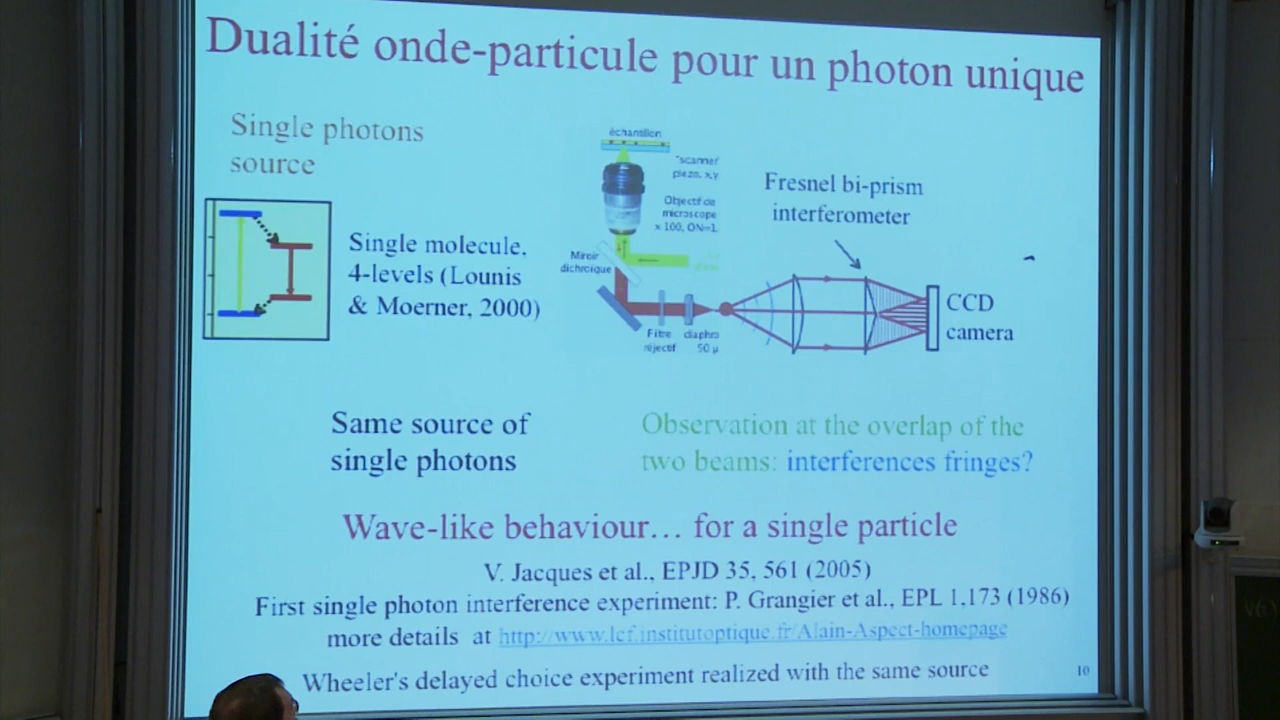 Dualité onde-particule pour un photon unique
Single photons
source
Single molecule,
4-levels (Lounis
& Moerner, 2000)
échantillon
"scanner"
piezo, x,y
Objectif de
microscope
x 100, ON=1.
Miroir
dichroique
Filtre
réjectif
diaphra
50 µ
Fresnel bi-prism
interferometer
CCD
camera
Same source of
single photons
Observation at the overlap of the
two beams: interferences fringes?
Wave-like behaviour… for a single particle
V. Jacques et al., EPJD 35, 561 (2005)
First single photon interference experiment: P. Grangier et al., EPL 1,173 (1986)
more details at http://www.lcf.institutoptique.fr/Alain-Aspect-homepage
Wheeler's delayed choice experiment realized with the same source
10